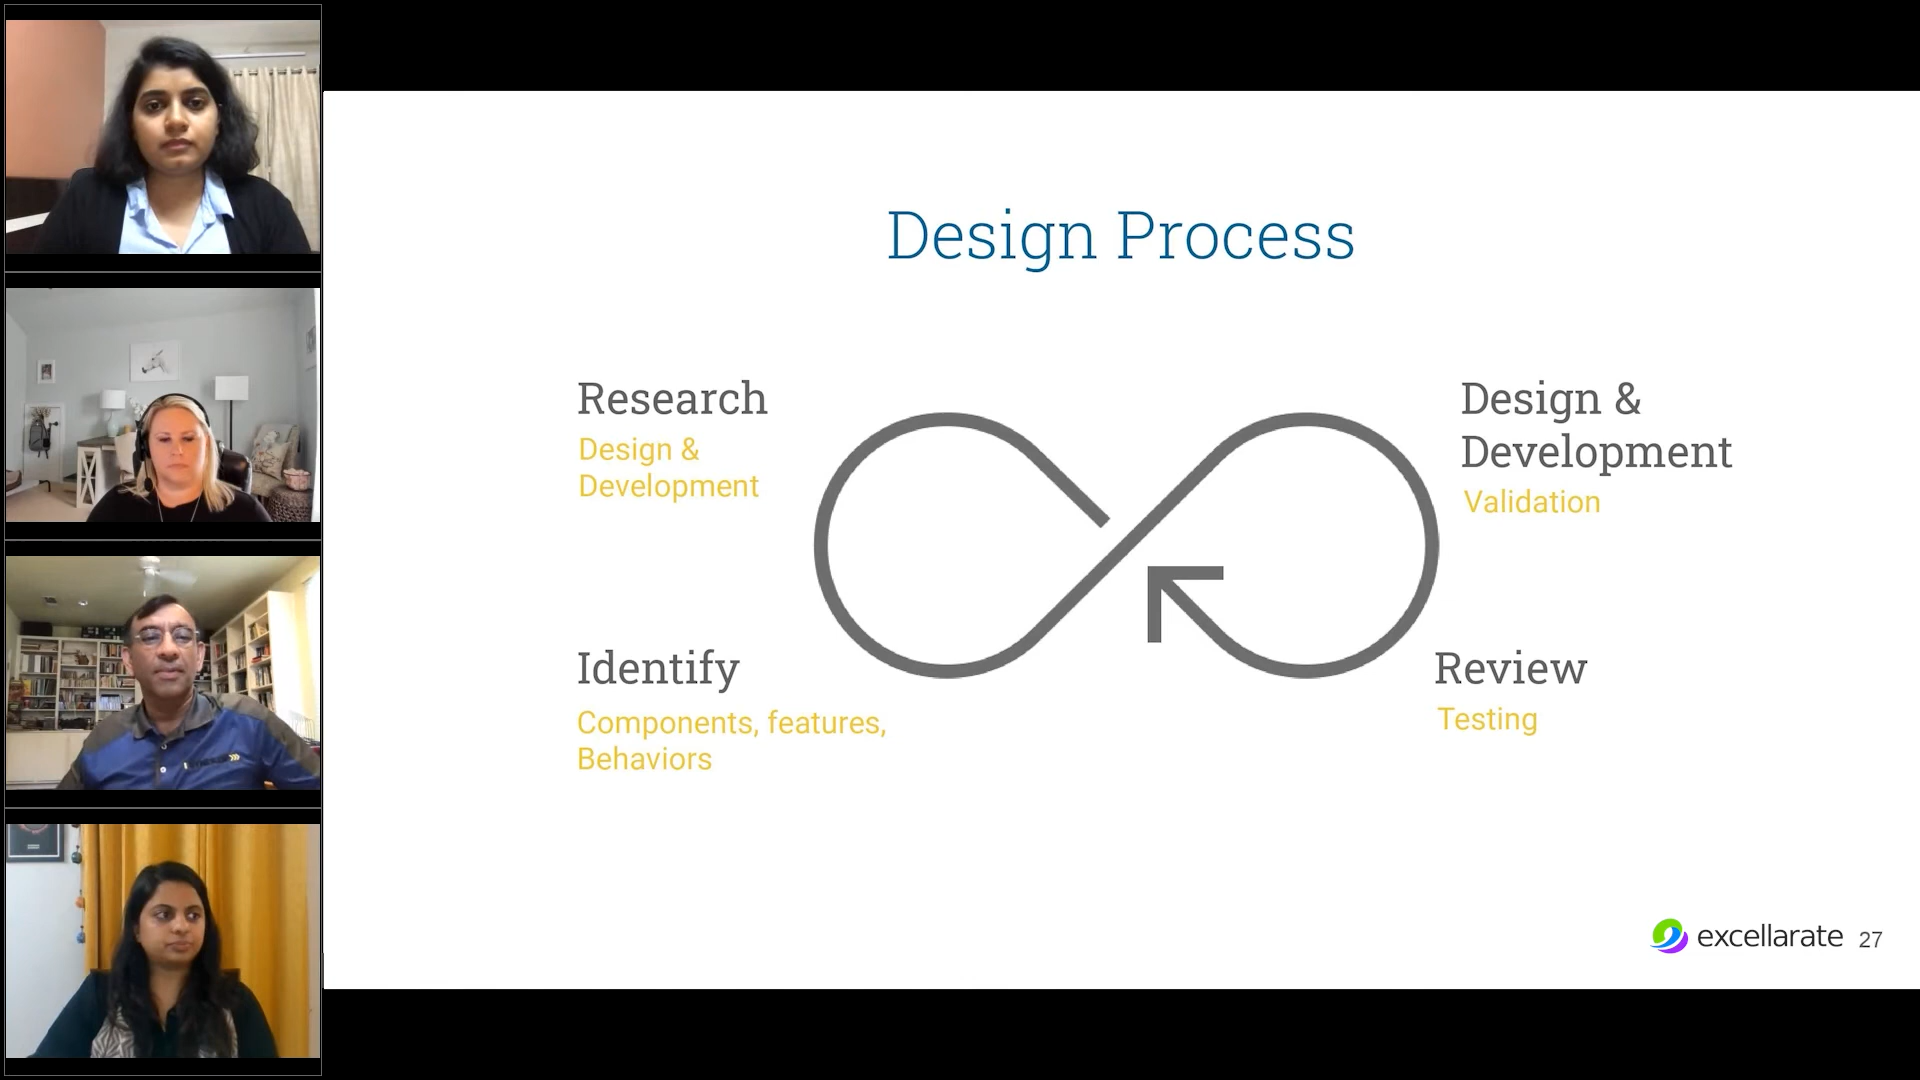 Design Process
Research
Design &
Development
Design &
Development
Validation
Identify
Components, features,
Behaviors
Review
Testing
excellarate 27